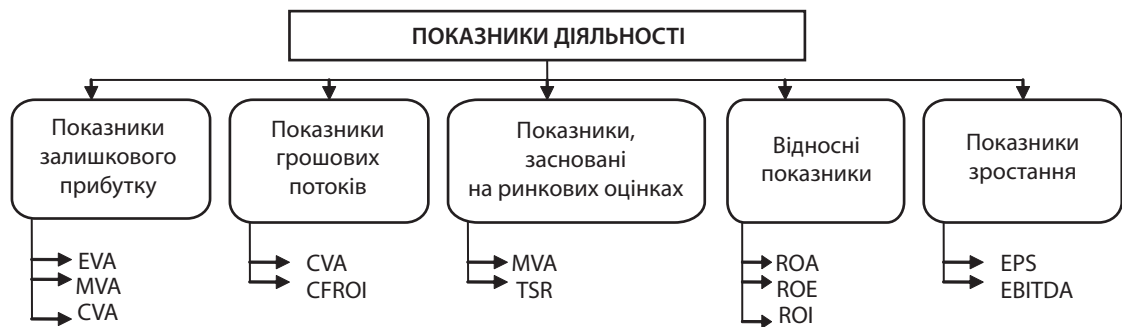 ПОКАЗНИКИ ДІЯЛЬНОСТІ
Показники
залишкового
прибутку
Показники
грошових
потоків
Показники,
засновані
на ринкових оцінках
Відносні
показники
Показники
зростання
EVA
MVA
CVA
CVA
CFROI
MVA
TSR
ROA
ROE
ROI
EPS
EBITDA